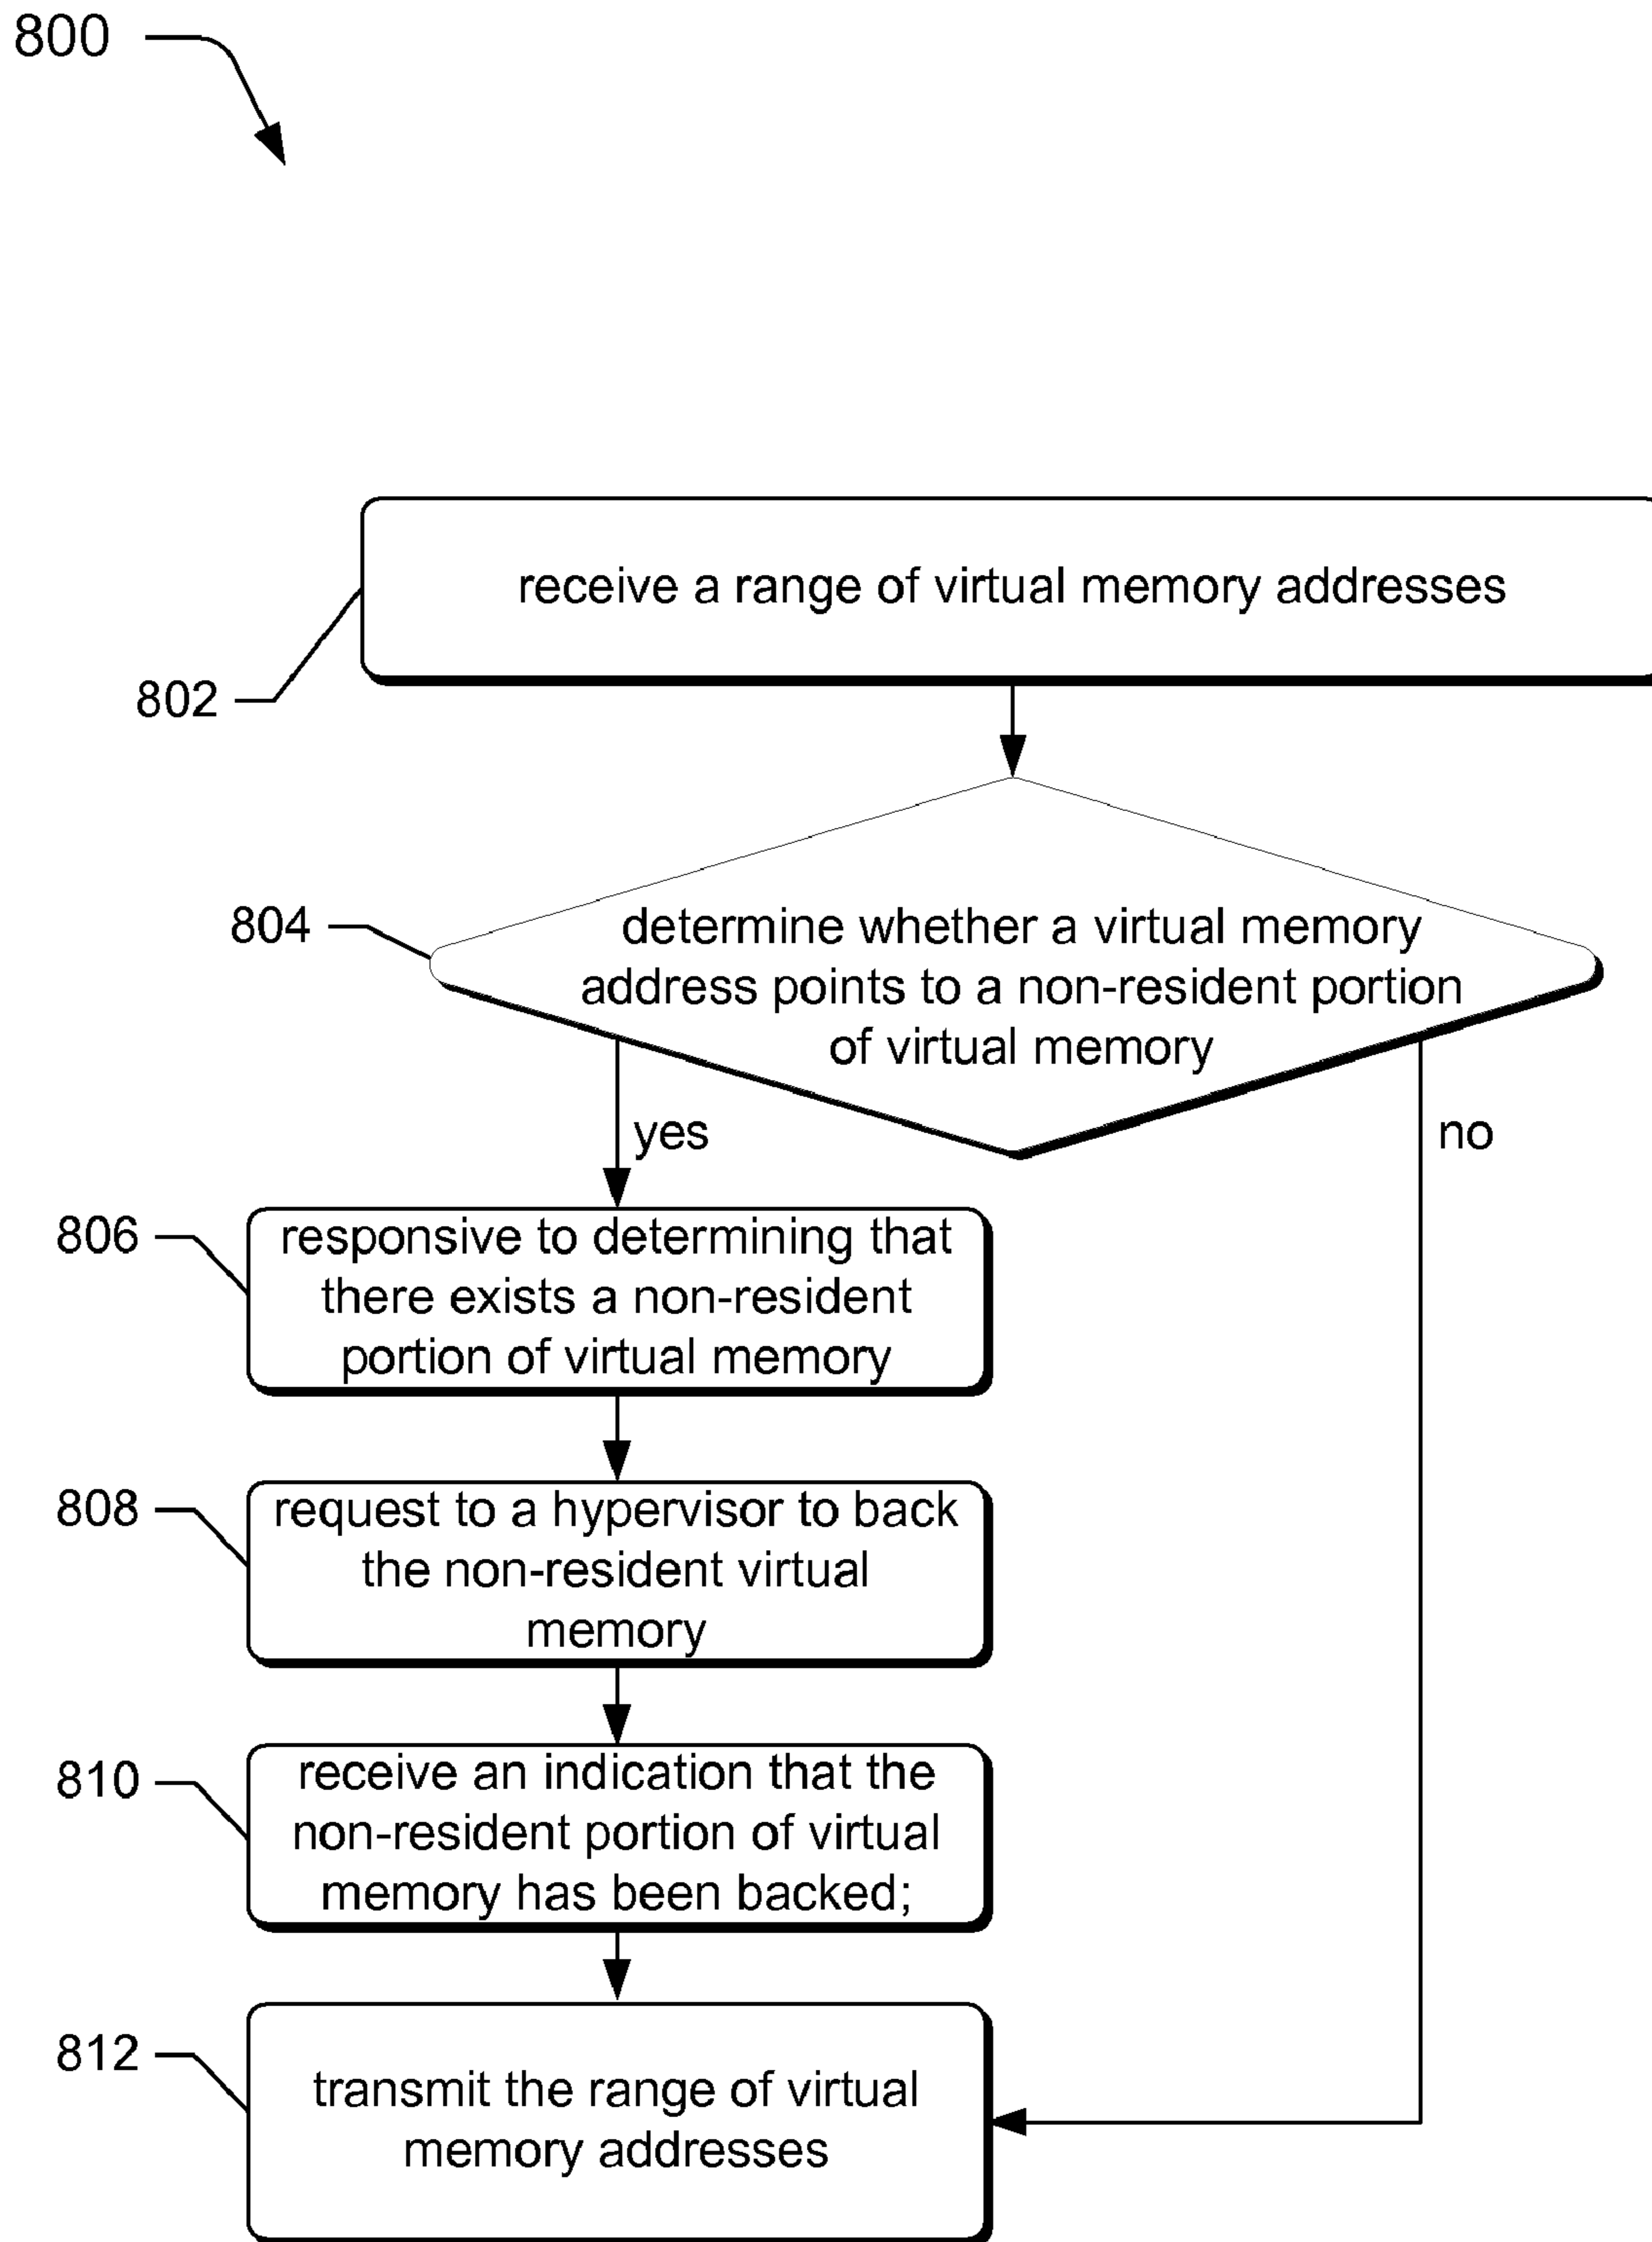 800
receive a range of virtual memory addresses
802
804
determine whether a virtual memory
address points to a non-resident portion
of virtual memory
yes
no
806
responsive to determining that
there exists a non-resident
portion of virtual memory
808
request to a hypervisor to back
the non-resident virtual
memory
810
receive an indication that the
non-resident portion of virtual
memory has been backed;
812
transmit the range of virtual
memory addresses